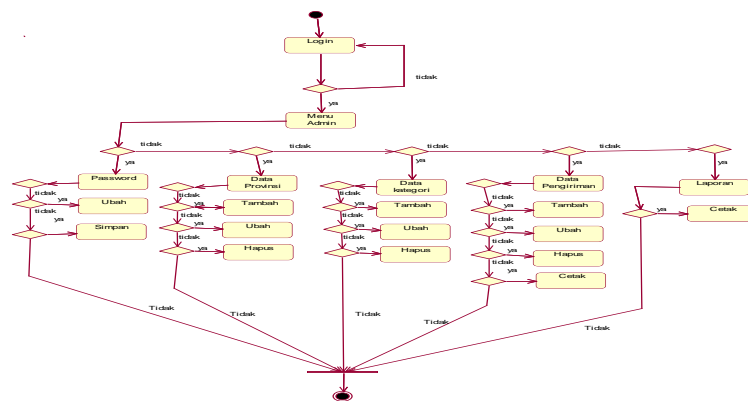 Login
tidak
ya
Menu
Admin
tidak
tidak
tidak
tidak
ya
ya
ya
ya
ya
Password
Data
Provinsi
Data
kategori
Data
Pengiriman
Laporan
tidak
tidak
tidak
tidak
tidak
ya
Ubah
ya
Tambah
ya
Tambah
ya
Tambah
ya
Cetak
tidak
tidak
tidak
tidak
ya
Simpan
ya
Ubah
ya
Ubah
ya
Ubah
tidak
tidak
tidak
ya
Hapus
ya
Hapus
ya
Hapus
tidak
ya
Cetak
Tidak
Tidak
Tidak
Tidak
Tidak